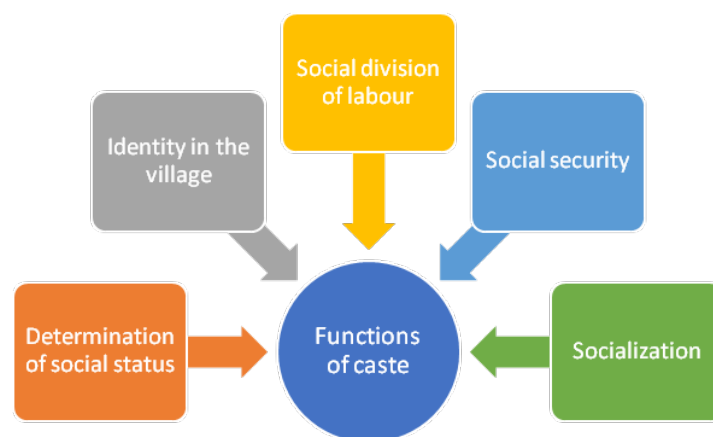 Social division
of labour
Identity in the
village
Social security
Determination
of social status
Functions
of caste
Socialization